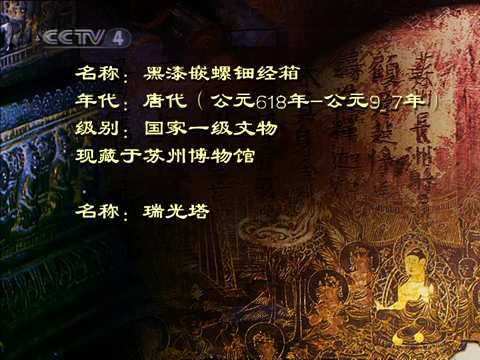 CCTV 4
名称：黑漆嵌螺钿经箱
年代：唐代（公元618年-公元9 7年）
级别：国家一级文物
现藏于苏州博物馆
名称：瑞光塔